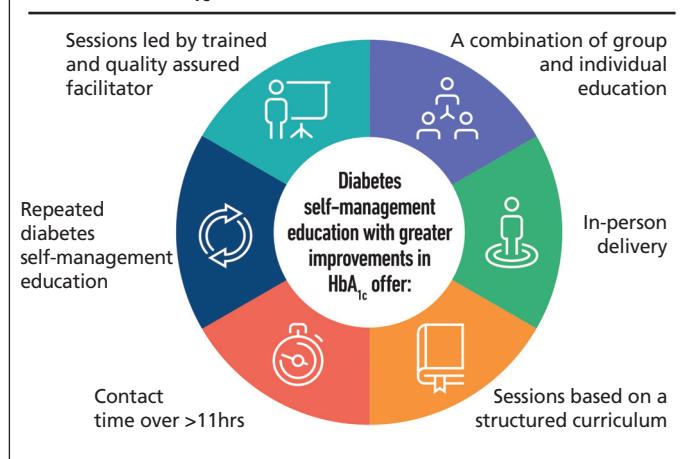 Sessions led by trained
and quality assured
facilitator
A combination of group
and individual
education
Repeated
diabetes
self-management
education
Diabetes
self-management
education with greater
improvements in
HbA1c offer:
In-person
delivery
Contact
time over >11hrs
Sessions based on a
structured curriculum